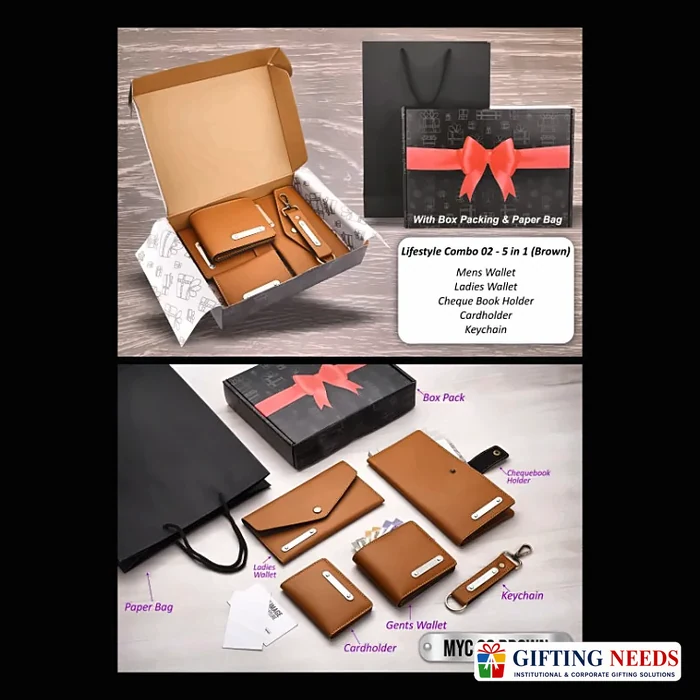 With Box Packing & Paper Bag
Lifestyle Combo 02 - 5 in 1 (Brown)
Mens Wallet
Ladies Wallet
Cheque Book Holder
Cardholder
Keychain
Box Pack
Chequebook
Holder
Ladies
Wallet
Keychain
Paper Bag
Gents Wallet
Cardholder
GIFTING NEEDS
INSTITUTIONAL & CORPORATE GIFTING SOLUTIONS